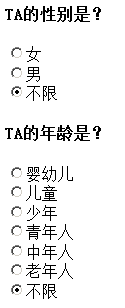 TA的性别是？
女
男
不限
TA的年龄是？
婴幼儿
儿童
少年
青年人
中年人
老年人
不限